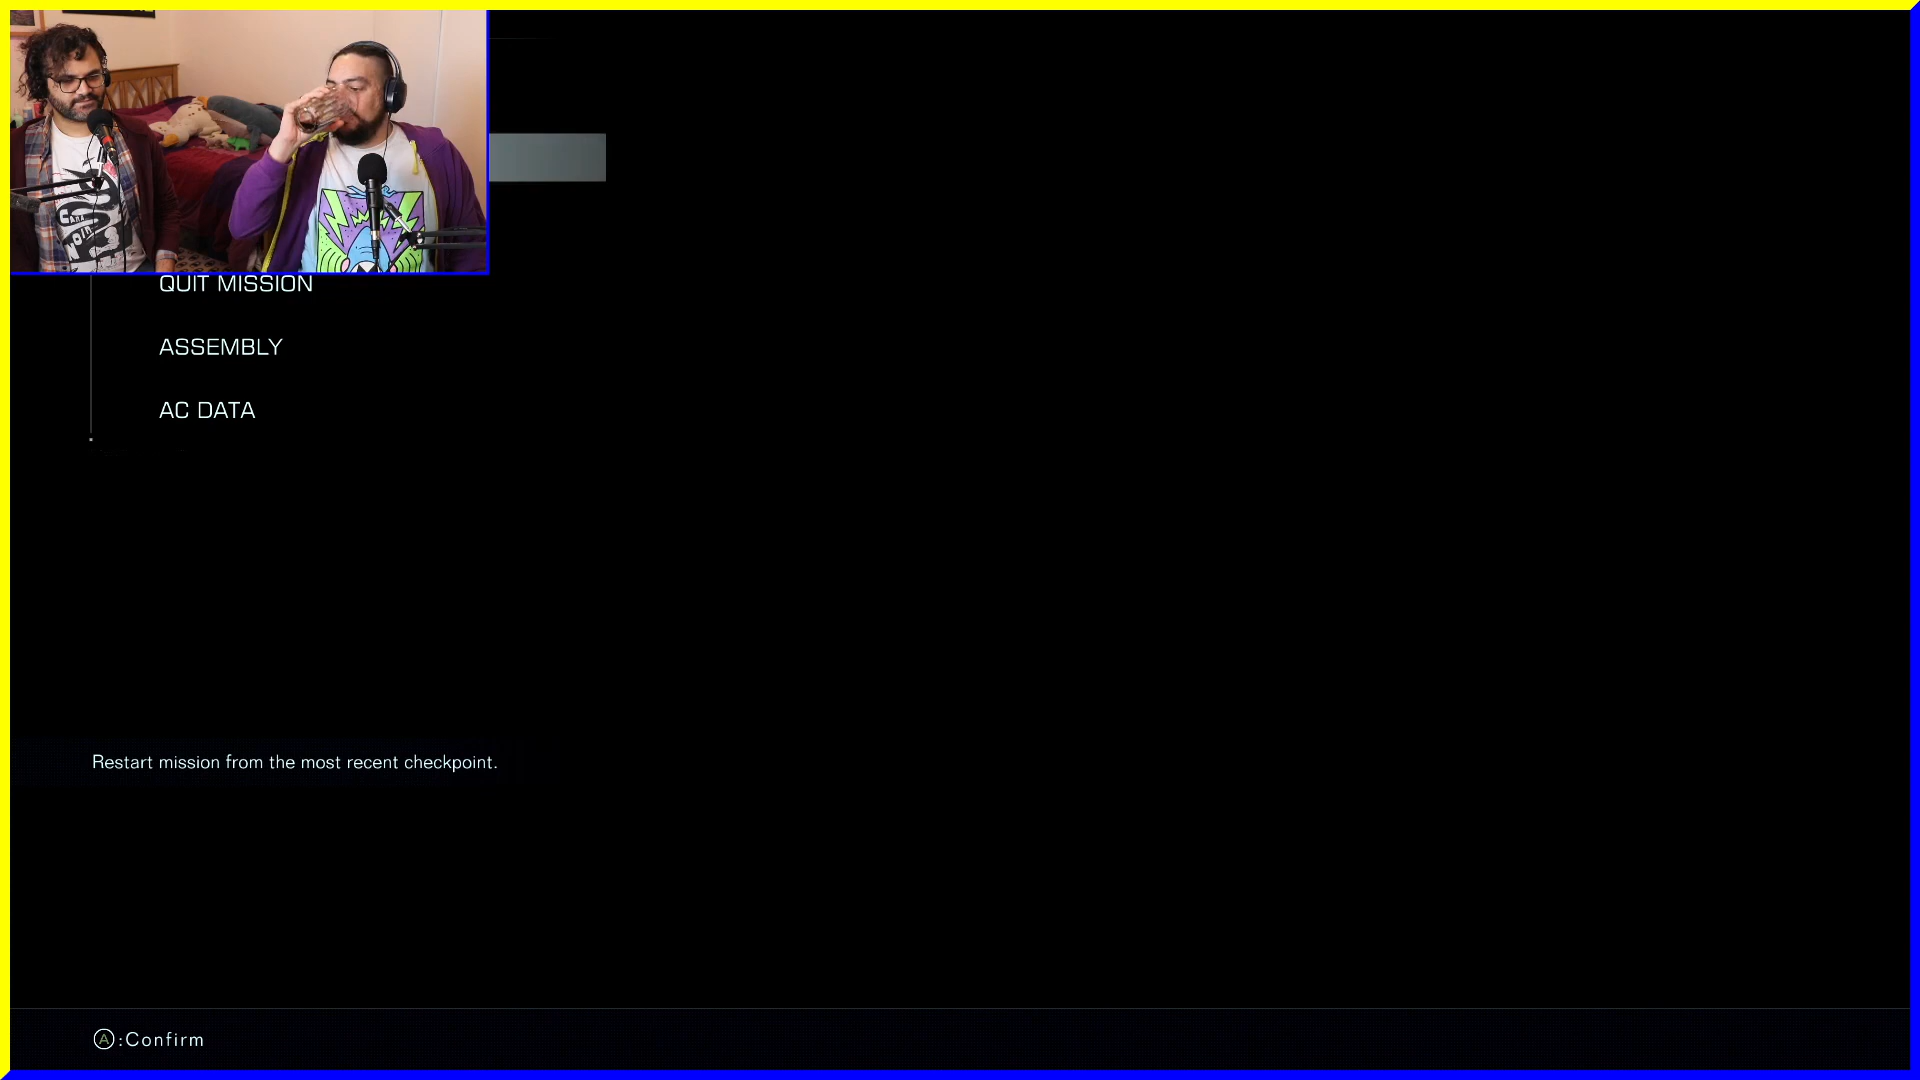 QUIT MISSION
ASSEMBLY
AC DATA
Restart mission from the most recent checkpoint.
A:Confirm